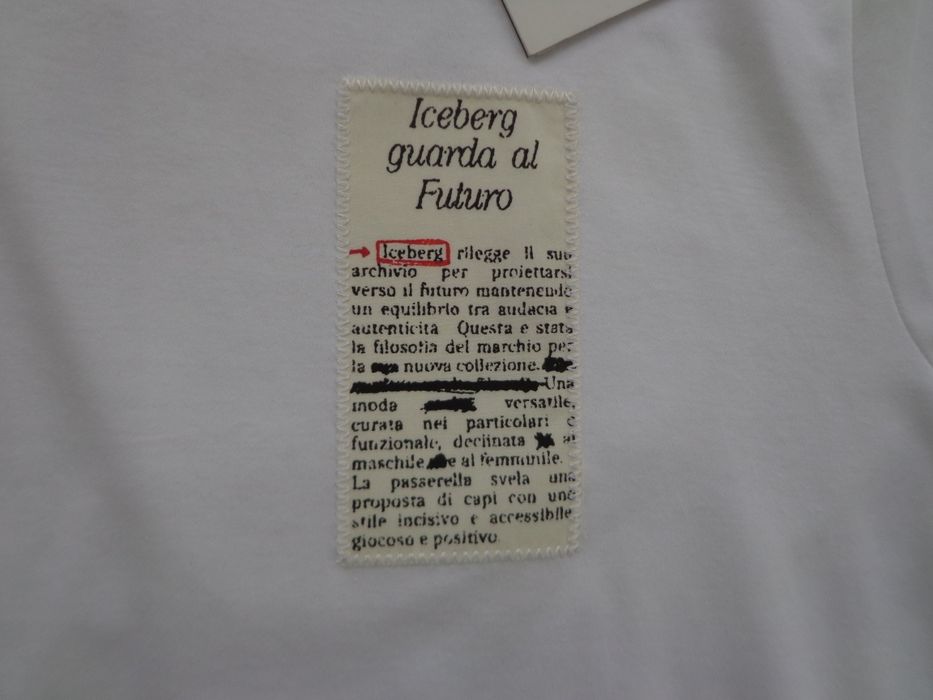 Iceberg
guarda al
Futuro
Iceberg rilegge il suo
archivio per proiettarsi
verso il futuro mantenendo
un equilibrio tra audacia e
autenticita Questa e stata
la filosofia del marchio per
la nuova collezione.
Una
moda versatile,
curata nei particolari e
funzionale, declinata al
maschile e al femminile.
La passerella svela una
proposta di capi con uno
stile incisivo e accessibile
giocoso e positivo.